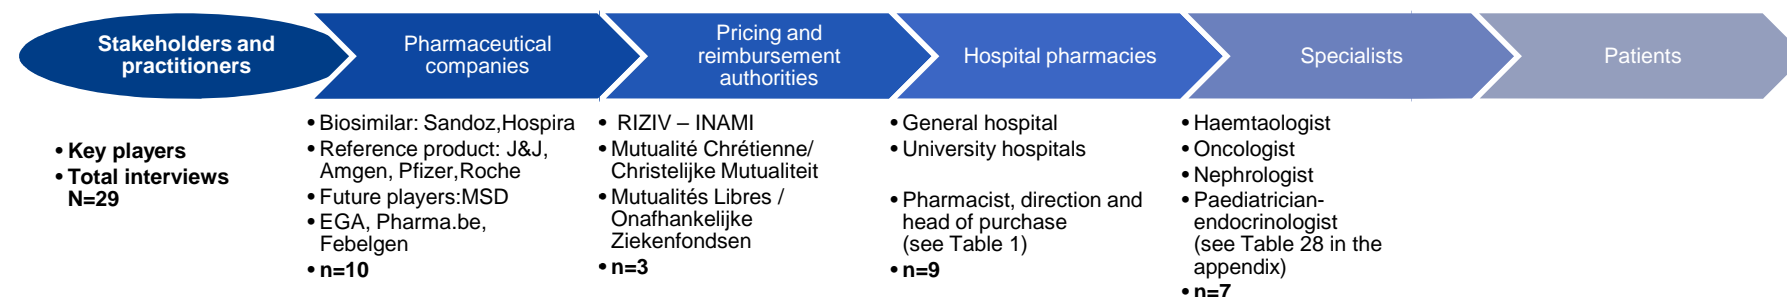 Stakeholders and
practitioners
• Key players
• Total interviews
N=29
Pharmaceutical
companies
• Biosimilar: Sandoz,Hospira
• Reference product: J&J,
Amgen, Pfizer,Roche
• Future players:MSD
• EGA, Pharma.be,
Febelgen
• n=10
Pricing and
reimbursement
authorities
• RIZIV – INAMI
• Mutualité Chrétienne/
Christelijke Mutualiteit
• Mutualités Libres /
Onafhankelijke
Ziekenfondsen
• n=3
Hospital pharmacies
• General hospital
• University hospitals
• Pharmacist, direction and
head of purchase
(see Table 1)
• n=9
Specialists
• Haemtaologist
• Oncologist
• Nephrologist
• Paediatrician-
endocrinologist
(see Table 28 in the
appendix)
• n=7
Patients